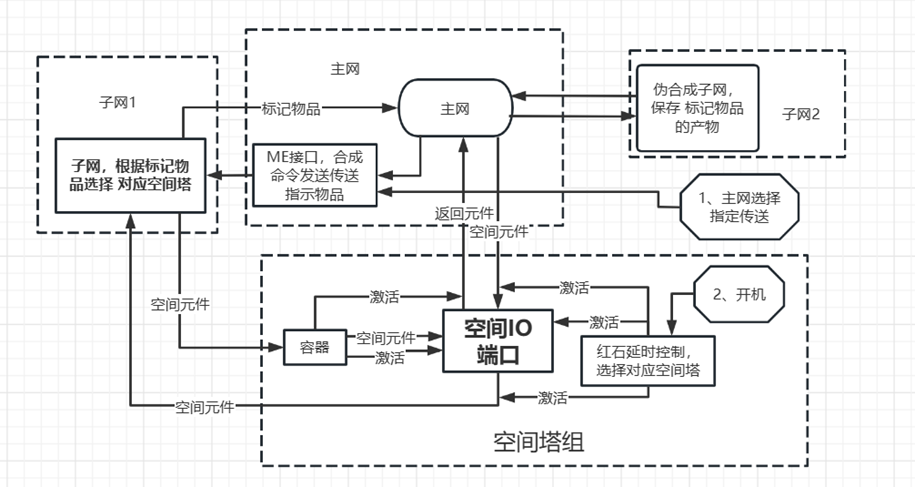 子网1
主网
标记物品
主网
伪合成子网，
保存 标记物品
的产物
子网2
子网，根据标记物
品选择 对应空间塔
ME接口，合成
命令发送传送
指示物品
1、主网选择
指定传送
返回元件
空间元件
空间元件
激活
激活
2、开机
容器
空间元件
激活
空间IO
端口
激活
红石延时控制，
选择对应空间塔
空间元件
激活
空间塔组